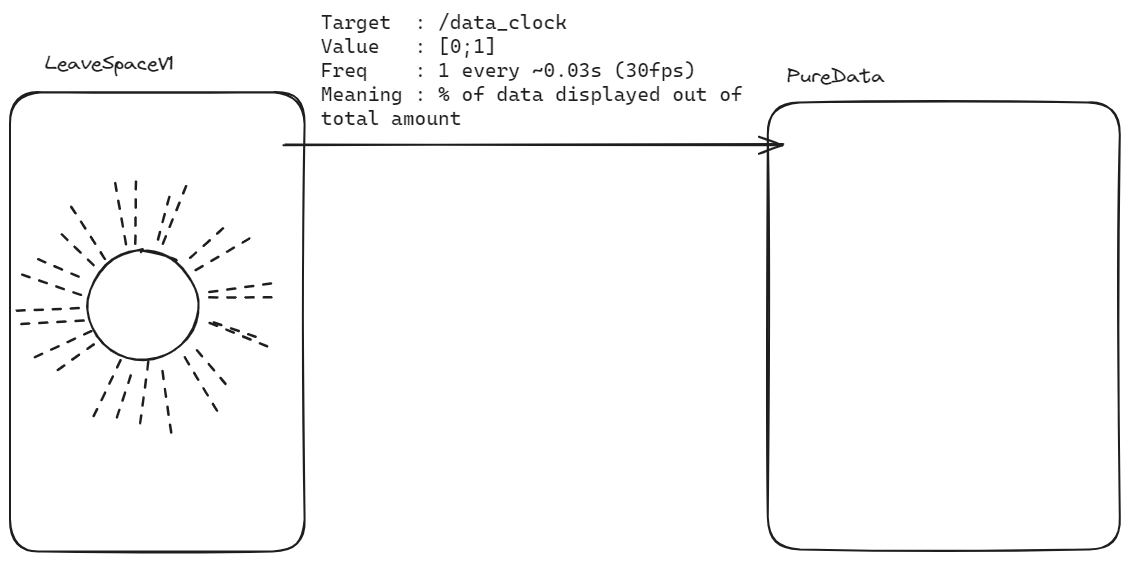 LeaveSpaceV1
Target  : /data_clock
Value   : [0;1]
Freq    : 1 every ~0.03s (30fps)
Meaning : % of data displayed out of
total amount
PureData